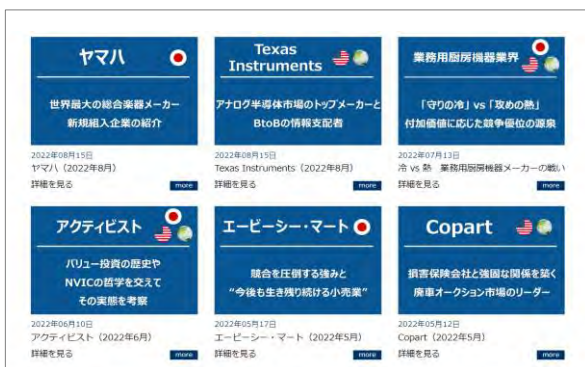 ヤマハ
世界最大の総合楽器メーカー
新規組入企業の紹介
2022年08月15日
ヤマハ（2022年8月）
詳細を見る
more
Texas
Instruments
アナログ半導体市場のトップメーカーと
BtoBの情報支配者
2022年08月15日
Texas Instruments（2022年8月）
詳細を見る
more
業務用厨房機器業界
「守りの冷」vs「攻めの熱」
付加価値に応じた競争優位の源泉
2022年07月13日
冷 vs 熱　業務用厨房機器メーカーの戦い
詳細を見る
more
アクティビスト
バリュー投資の歴史や
NVICの哲学を交えて
その実態を考察
2022年06月10日
アクティビスト（2022年6月）
詳細を見る
more
エービーシー・マート
競合を圧倒する強みと
“今後も生き残り続ける小売業”
2022年05月17日
エービーシー・マート（2022年5月）
詳細を見る
more
Copart
損害保険会社と強固な関係を築く
廃車オークション市場のリーダー
2022年05月12日
Copart（2022年5月）
詳細を見る
more